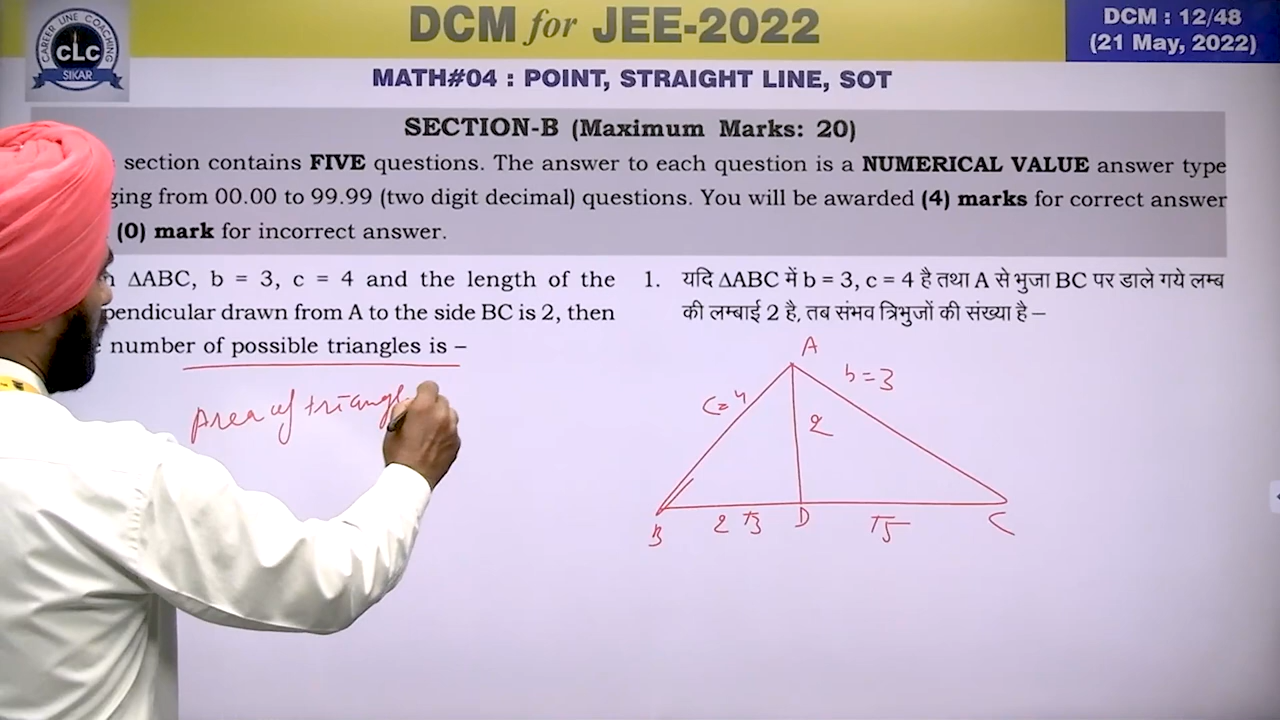 DCM for JEE-2022
DCM : 12/48
(21 May, 2022)
CAREER LINE COACHING
CLC
SIKAR
MATH#04 : POINT, STRAIGHT LINE, SOT
SECTION-B (Maximum Marks: 20)
section contains FIVE questions. The answer to each question is a NUMERICAL VALUE answer type
ging from 00.00 to 99.99 (two digit decimal) questions. You will be awarded (4) marks for correct answer
(0) mark for incorrect answer.
ΔABC, b = 3, c = 4 and the length of the
pendicular drawn from A to the side BC is 2, then
number of possible triangles is –
1. यदि ΔABC में b = 3, c = 4 है तथा A से भुजा BC पर डाले गये लम्ब
की लम्बाई 2 है, तब संभव त्रिभुजों की संख्या है –
Area of triangl
A
b = 3
c = 4
2
B
2 √3
D
√5
C